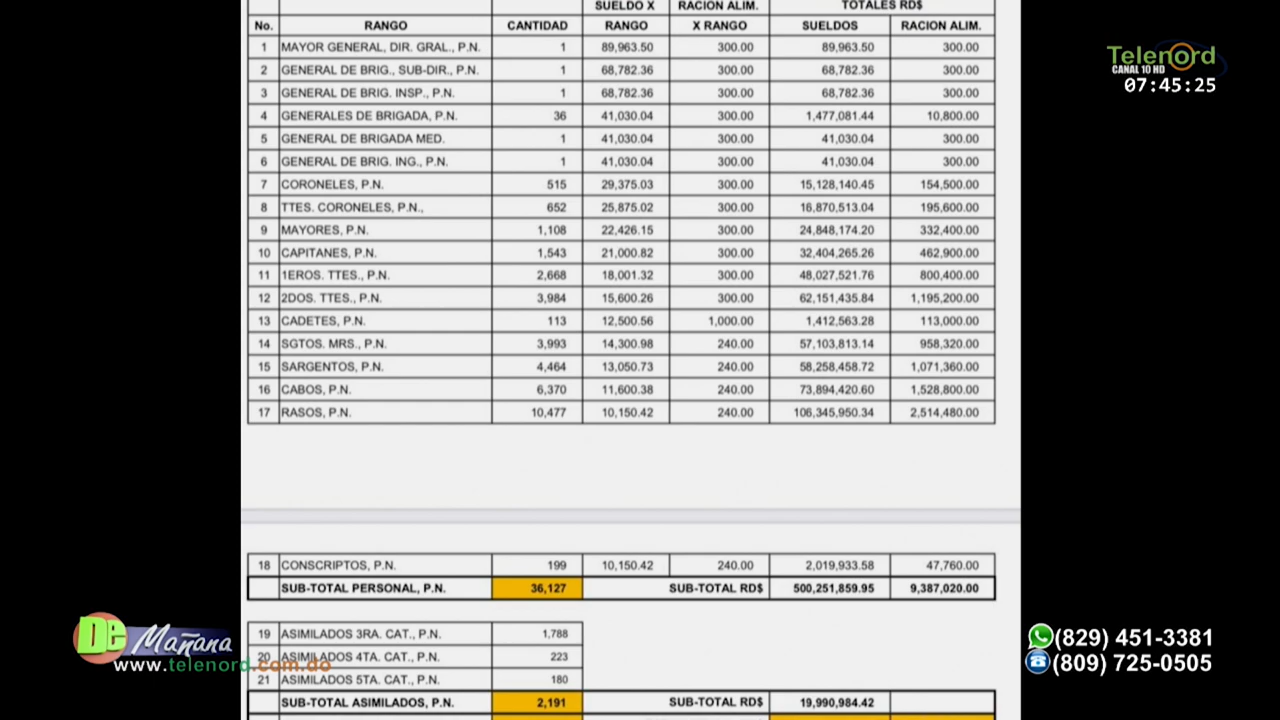 SUELDO X RACION ALIM. TOTALES RD$
No. RANGO CANTIDAD RANGO X RANGO SUELDOS RACION ALIM.
1 MAYOR GENERAL, DIR. GRAL., P.N. 1 89,963.50 300.00 89,963.50 300.00
2 GENERAL DE BRIG., SUB-DIR., P.N. 1 68,782.36 300.00 68,782.36 300.00
3 GENERAL DE BRIG. INSP., P.N. 1 68,782.36 300.00 68,782.36 300.00
4 GENERALES DE BRIGADA, P.N. 36 41,030.04 300.00 1,477,081.44 10,800.00
5 GENERAL DE BRIGADA MED. 1 41,030.04 300.00 41,030.04 300.00
6 GENERAL DE BRIG. ING., P.N. 1 41,030.04 300.00 41,030.04 300.00
7 CORONELES, P.N. 515 29,375.03 300.00 15,128,140.45 154,500.00
8 TTES. CORONELES, P.N., 652 25,875.02 300.00 16,870,513.04 195,600.00
9 MAYORES, P.N. 1,108 22,426.15 300.00 24,848,174.20 332,400.00
10 CAPITANES, P.N. 1,543 21,000.82 300.00 32,404,265.26 462,900.00
11 1EROS. TTES., P.N. 2,668 18,001.32 300.00 48,027,521.76 800,400.00
12 2DOS. TTES., P.N. 3,984 15,600.26 300.00 62,151,435.84 1,195,200.00
13 CADETES, P.N. 113 12,500.56 1,000.00 1,412,563.28 113,000.00
14 SGTOS. MRS., P.N. 3,993 14,300.98 240.00 57,103,813.14 958,320.00
15 SARGENTOS, P.N. 4,464 13,050.73 240.00 58,258,458.72 1,071,360.00
16 CABOS, P.N. 6,370 11,600.38 240.00 73,894,420.60 1,528,800.00
17 RASOS, P.N. 10,477 10,150.42 240.00 106,345,950.34 2,514,480.00
18 CONSCRIPTOS, P.N. 199 10,150.42 240.00 2,019,933.58 47,760.00
SUB-TOTAL PERSONAL, P.N. 36,127 SUB-TOTAL RD$ 500,251,859.95 9,387,020.00
19 ASIMILADOS 3RA. CAT., P.N. 1,788
20 ASIMILADOS 4TA. CAT., P.N. 223
21 ASIMILADOS 5TA. CAT., P.N. 180
SUB-TOTAL ASIMILADOS, P.N. 2,191 SUB-TOTAL RD$ 19,990,984.42
Telenord
CANAL 10 HD
07:45:25
De Mañana
www.telenord.com.do
(829) 451-3381
(809) 725-0505